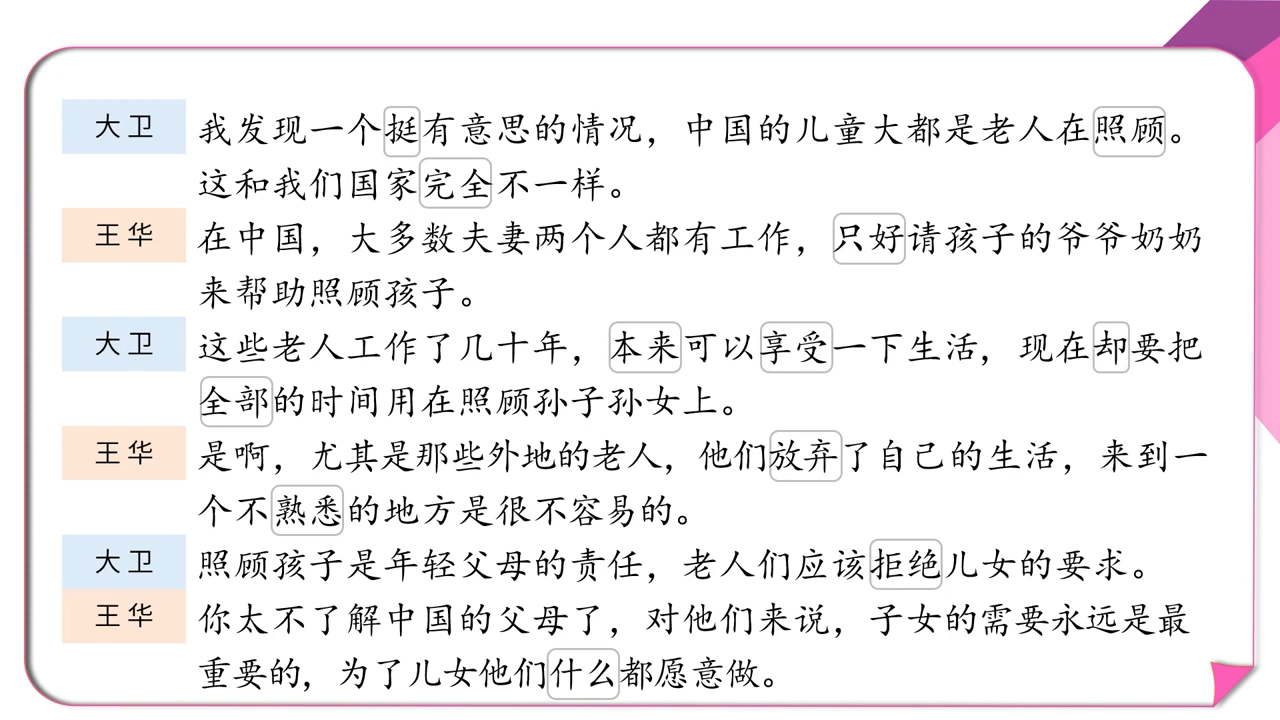 大卫 我发现一个挺有意思的情况，中国的儿童大都是老人在照顾。
这和我们国家完全不一样。
王华 在中国，大多数夫妻两个人都有工作，只好请孩子的爷爷奶奶
来帮助照顾孩子。
大卫 这些老人工作了几十年，本来可以享受一下生活，现在却要把
全部的时间用在照顾孙子孙女上。
王华 是啊，尤其是那些外地的老人，他们放弃了自己的生活，来到一
个不熟悉的地方是很不容易的。
大卫 照顾孩子是年轻父母的责任，老人们应该拒绝儿女的要求。
王华 你太不了解中国的父母了，对他们来说，子女的需要永远是最
重要的，为了儿女他们什么都愿意做。